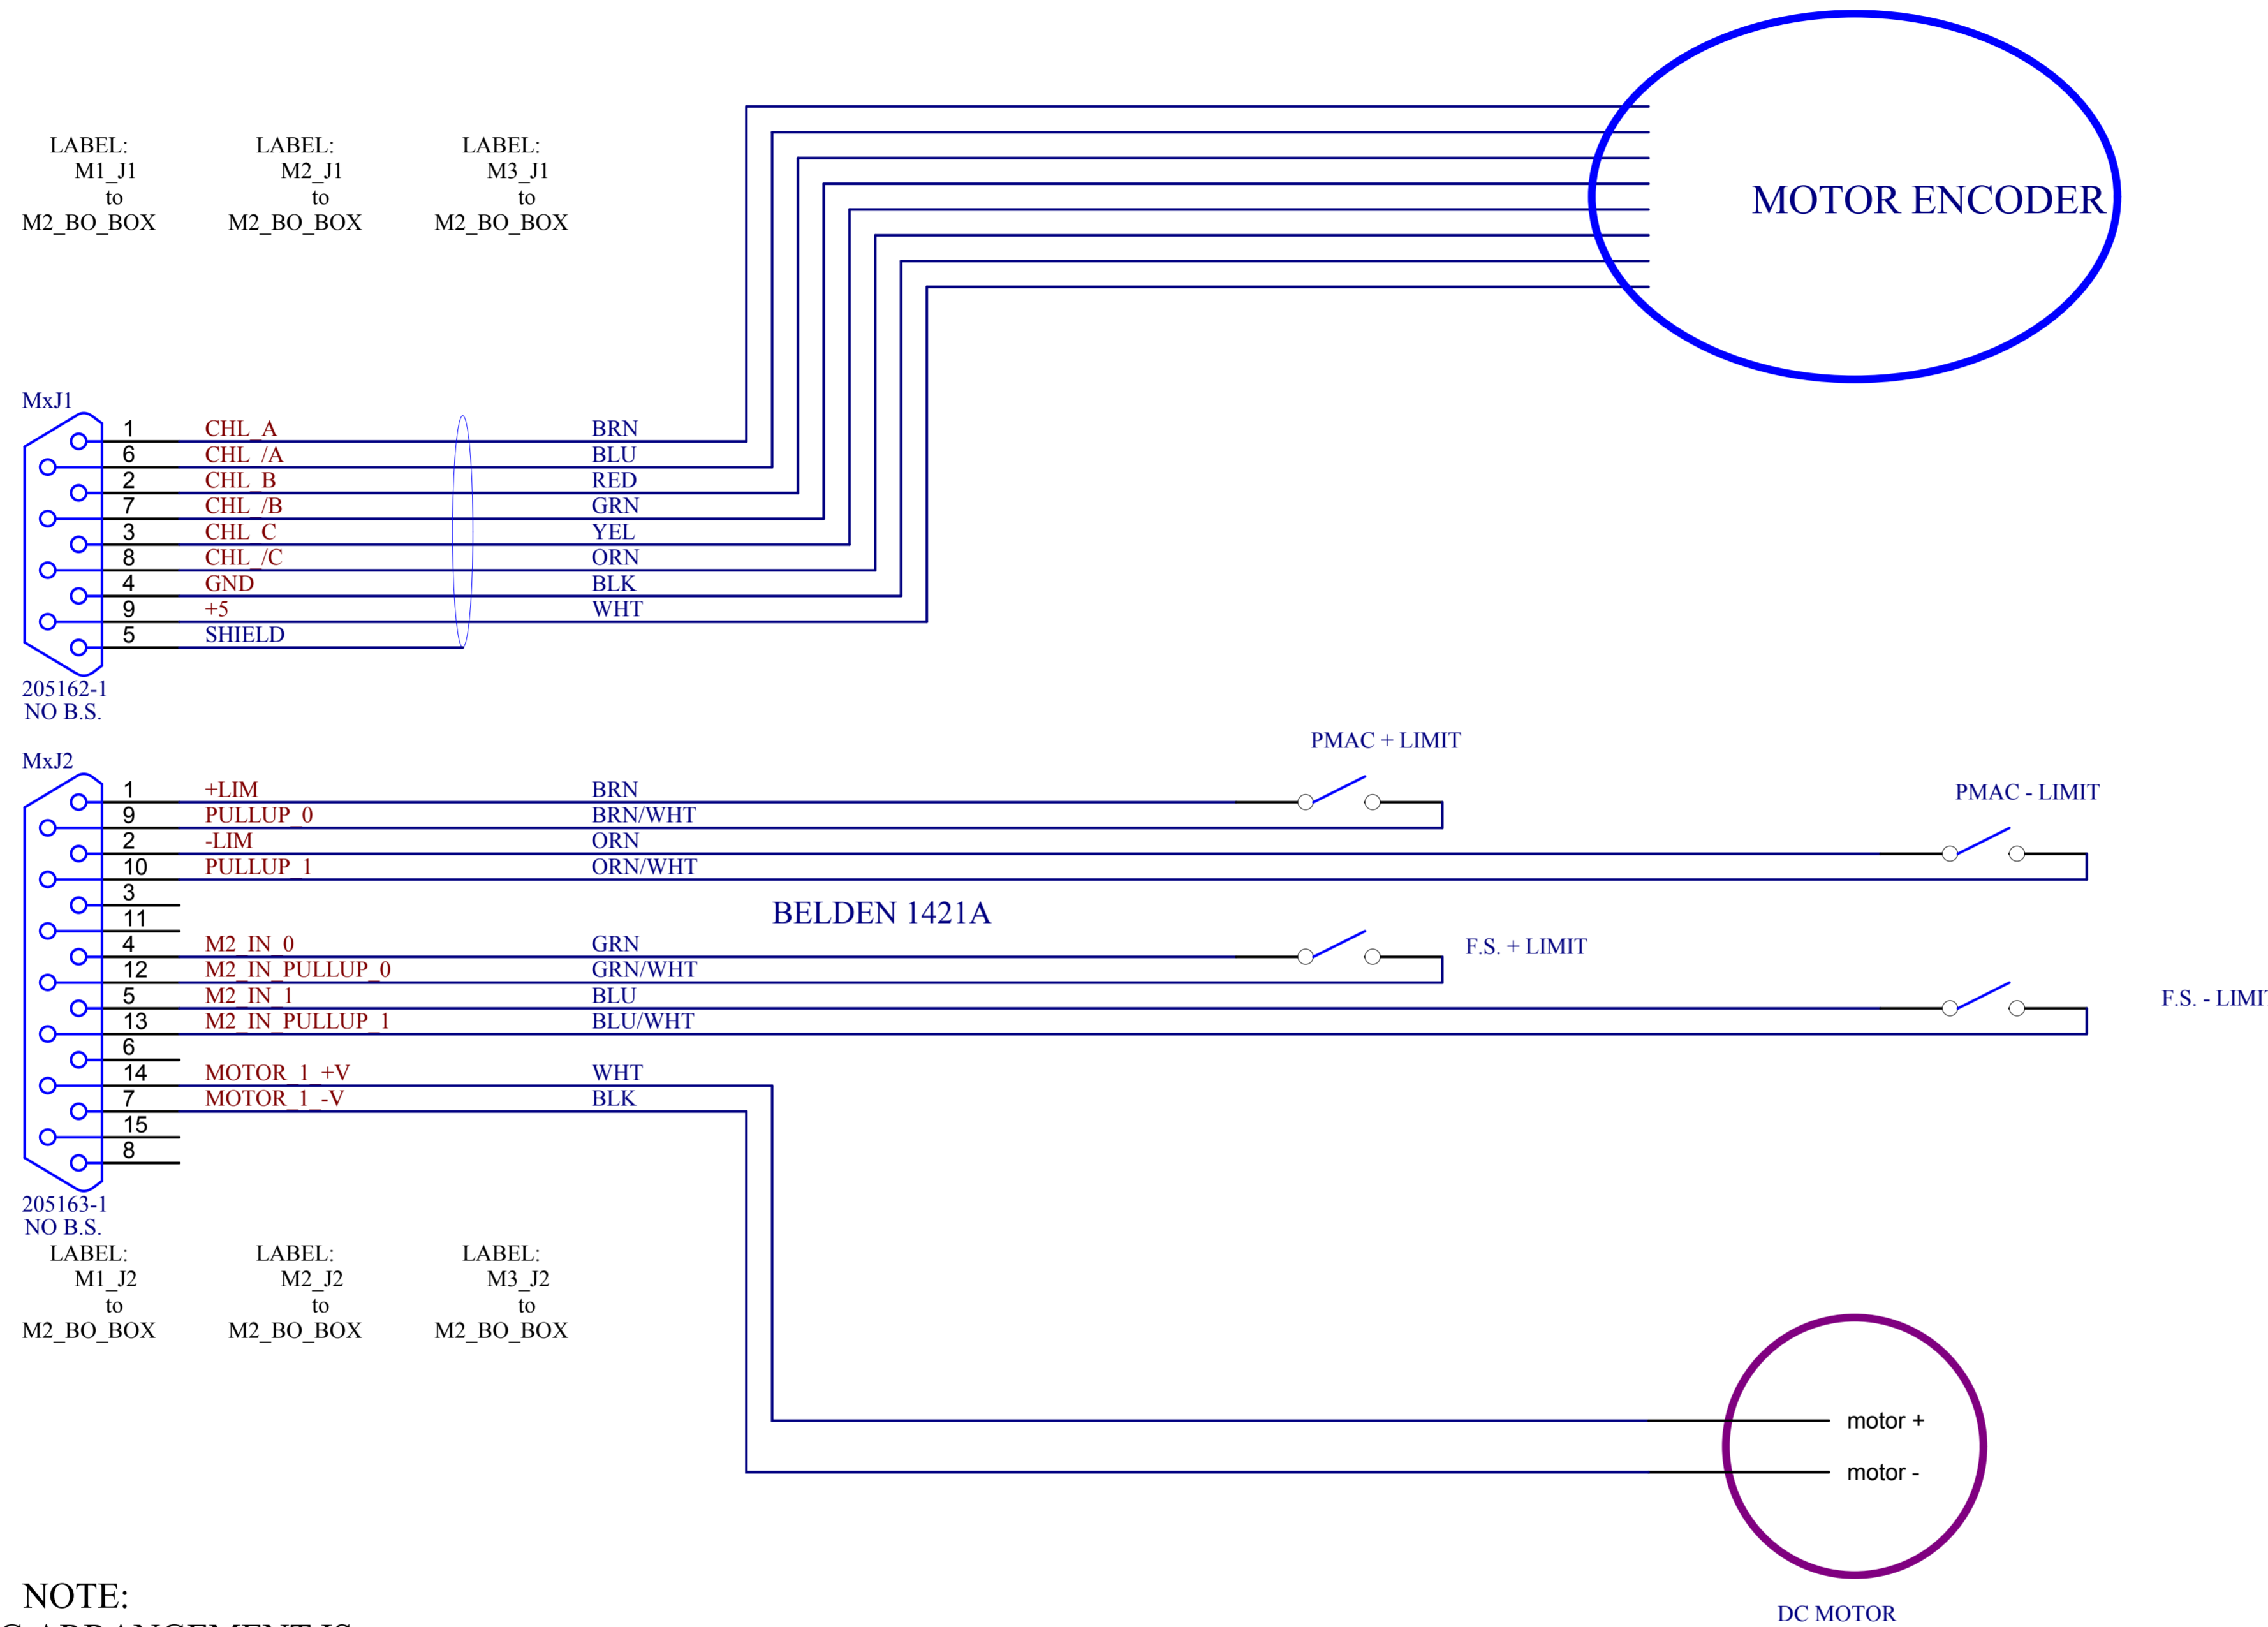 LABEL: LABEL: LABEL:
M1_J1 M2_J1 M3_J1
to to to
M2_BO_BOX M2_BO_BOX M2_BO_BOX
MOTOR ENCODER
MxJ1
1 CHL_A BRN
6 CHL_/A BLU
2 CHL_B RED
7 CHL_/B GRN
3 CHL_C YEL
8 CHL_/C ORN
4 GND BLK
9 +5 WHT
5 SHIELD
205162-1
NO B.S.
PMAC + LIMIT
MxJ2
PMAC - LIMIT
1 +LIM BRN
9 PULLUP_0 BRN/WHT
2 -LIM ORN
10 PULLUP_1 ORN/WHT
3
11
BELDEN 1421A
4 M2_IN_0 GRN
F.S. + LIMIT
12 M2_IN_PULLUP_0 GRN/WHT
5 M2_IN_1 BLU
F.S. - LIMIT
13 M2_IN_PULLUP_1 BLU/WHT
6
14 MOTOR_1_+V WHT
7 MOTOR_1_-V BLK
15
8
205163-1
NO B.S.
LABEL: LABEL: LABEL:
M1_J2 M2_J2 M3_J2
to to to
M2_BO_BOX M2_BO_BOX M2_BO_BOX
motor +
motor -
DC MOTOR
NOTE:
ARRANGEMENT IS